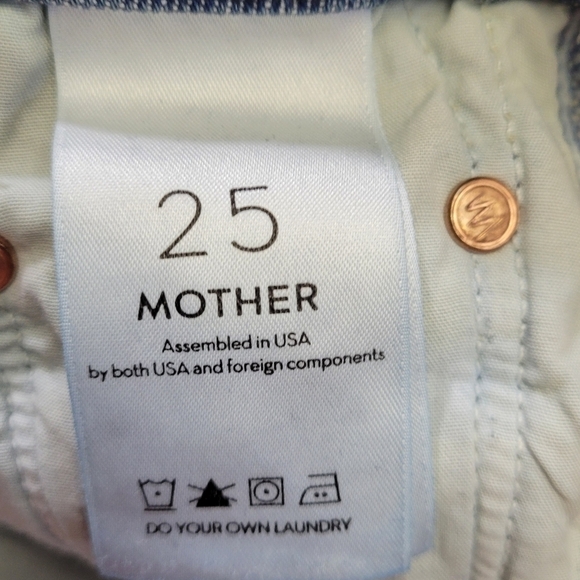 25
MOTHER
Assembled in USA
by both USA and foreign components
DO YOUR OWN LAUNDRY